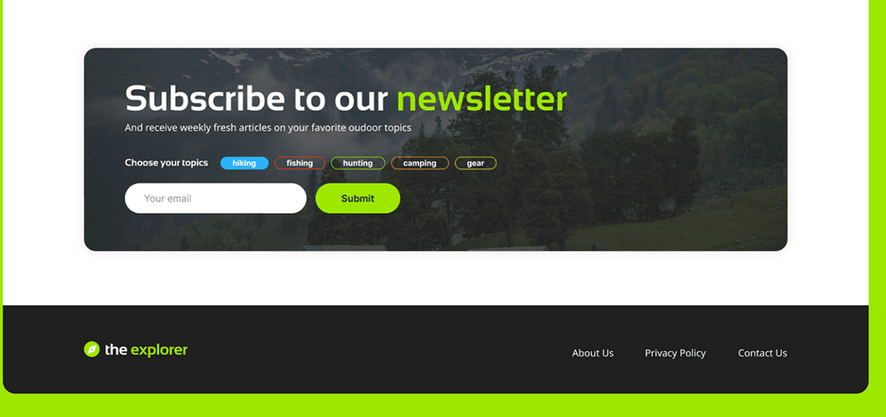 Subscribe to our newsletter
And receive weekly fresh articles on your favorite oudoor topics
Choose your topics hiking fishing hunting camping gear
Your email Submit
the explorer About Us Privacy Policy Contact Us